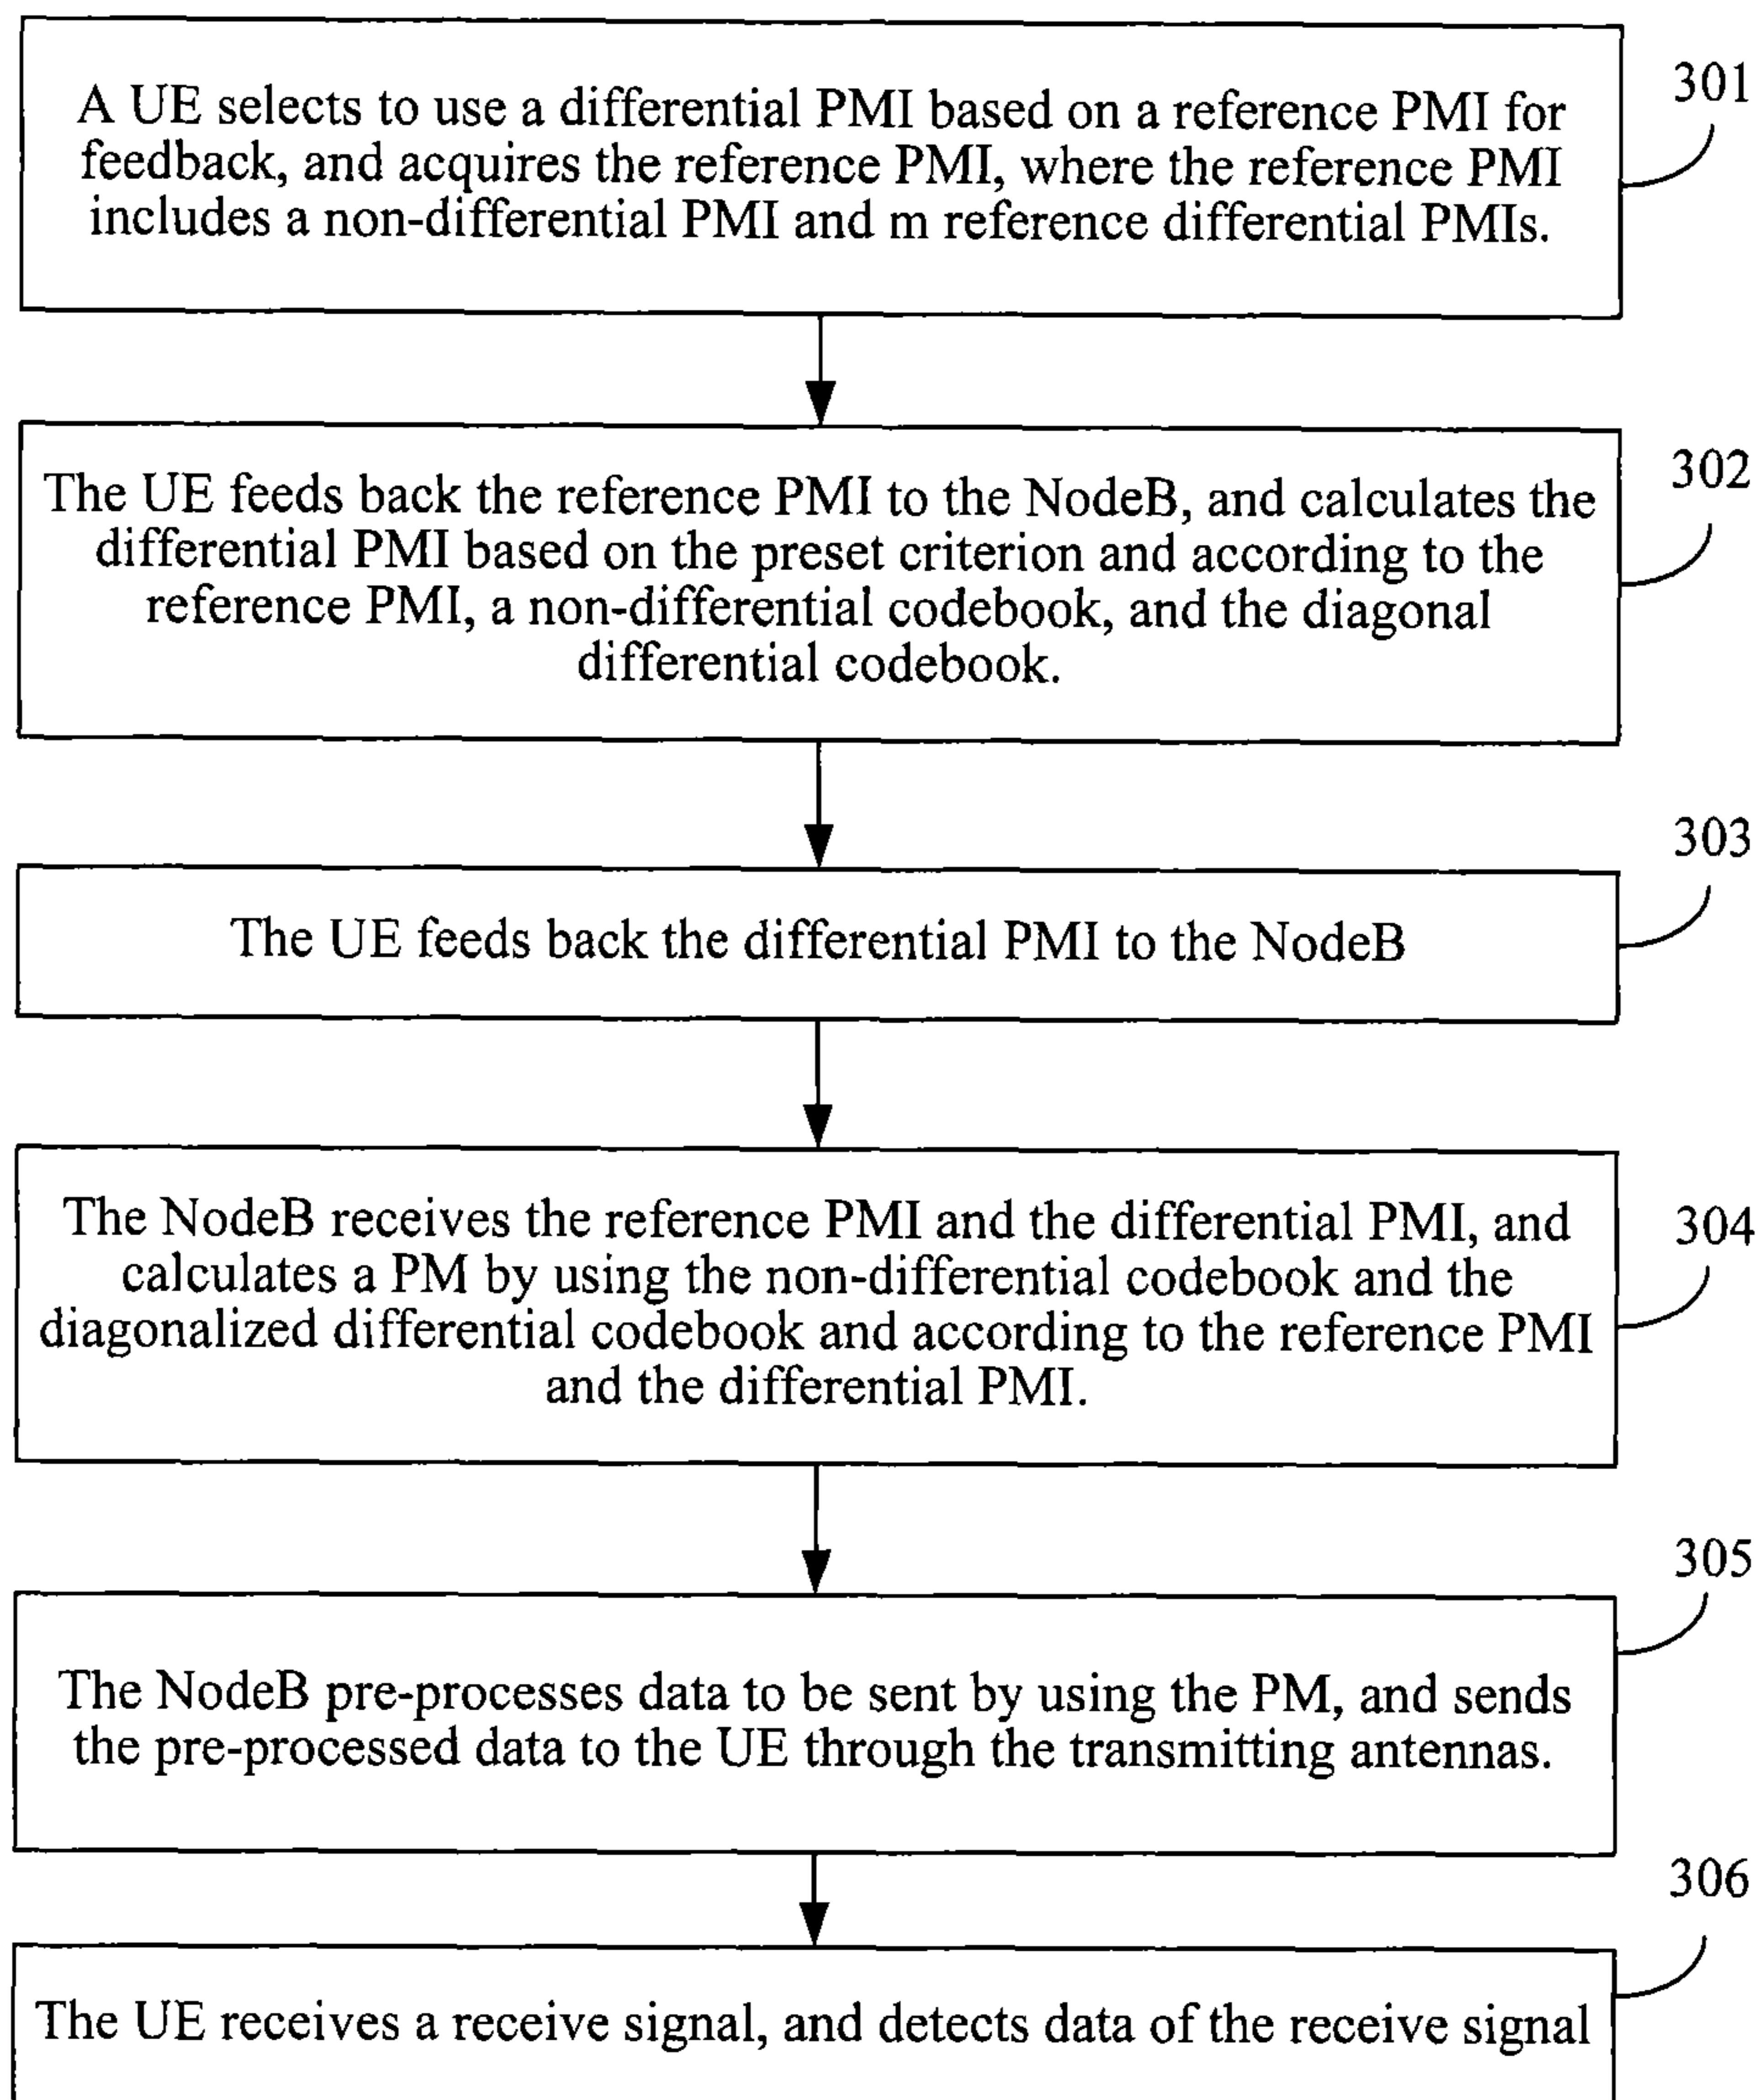 A UE selects to use a differential PMI based on a reference PMI for
feedback, and acquires the reference PMI, where the reference PMI
includes a non-differential PMI and m reference differential PMIs.
301
The UE feeds back the reference PMI to the NodeB, and calculates the
differential PMI based on the preset criterion and according to the
reference PMI, a non-differential codebook, and the diagonal
differential codebook.
302
The UE feeds back the differential PMI to the NodeB
303
The NodeB receives the reference PMI and the differential PMI, and
calculates a PM by using the non-differential codebook and the
diagonalized differential codebook and according to the reference PMI
and the differential PMI.
304
The NodeB pre-processes data to be sent by using the PM, and sends
the pre-processed data to the UE through the transmitting antennas.
305
The UE receives a receive signal, and detects data of the receive signal
306